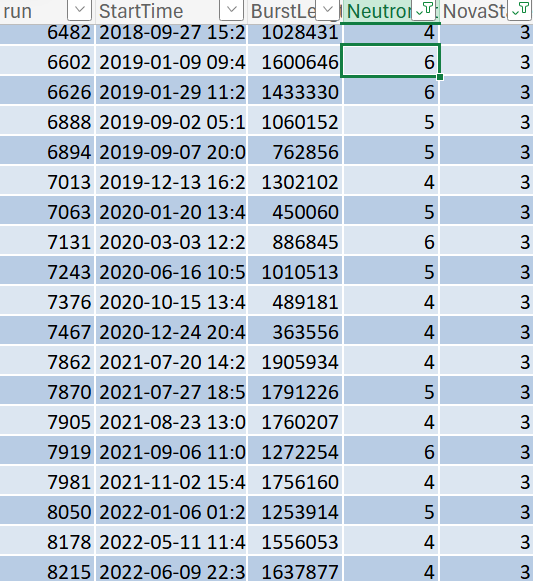 run StartTime BurstLeng Neutron t NovaSta
6482 2018-09-27 15:2 1028431 4 3
6602 2019-01-09 09:4 1600646 6 3
6626 2019-01-29 11:2 1433330 6 3
6888 2019-09-02 05:1 1060152 5 3
6894 2019-09-07 20:0 762856 5 3
7013 2019-12-13 16:2 1302102 4 3
7063 2020-01-20 13:4 450060 5 3
7131 2020-03-03 12:2 886845 6 3
7243 2020-06-16 10:5 1010513 5 3
7376 2020-10-15 13:4 489181 4 3
7467 2020-12-24 20:4 363556 4 3
7862 2021-07-20 14:2 1905934 4 3
7870 2021-07-27 18:5 1791226 5 3
7905 2021-08-23 13:0 1760207 4 3
7919 2021-09-06 11:0 1272254 6 3
7981 2021-11-02 15:4 1756160 4 3
8050 2022-01-06 01:2 1253914 5 3
8178 2022-05-11 11:4 1556053 4 3
8215 2022-06-09 22:3 1637877 4 3